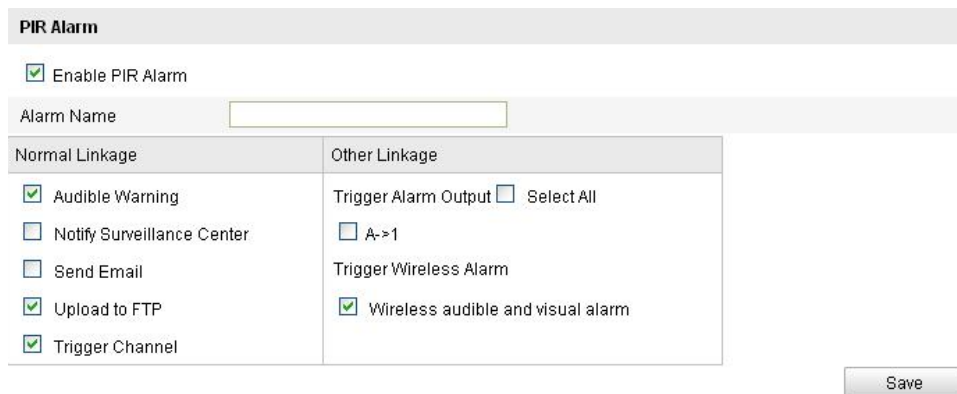 PIR Alarm
Enable PIR Alarm
Alarm Name
Normal Linkage
Other Linkage
Audible Warning
Trigger Alarm Output Select All
Notify Surveillance Center
A->1
Send Email
Trigger Wireless Alarm
Upload to FTP
Wireless audible and visual alarm
Trigger Channel
Save